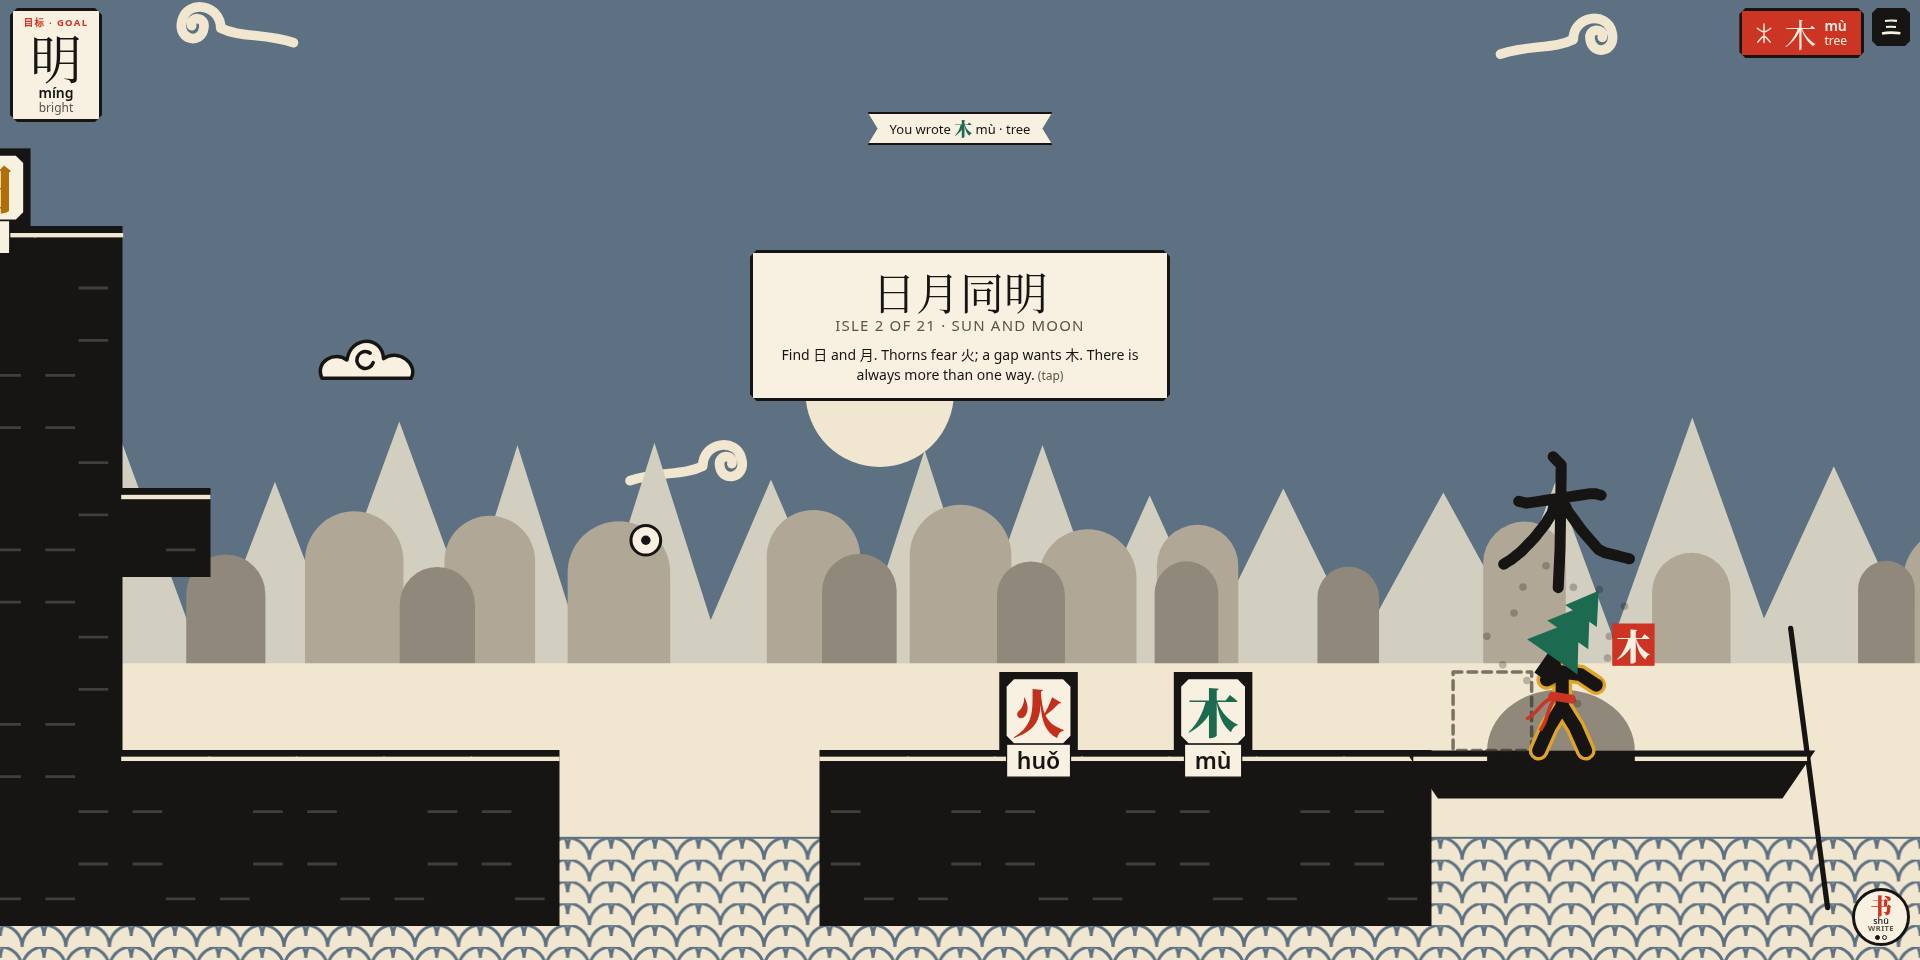 目标 · GOAL
明
míng
bright
木 木 mù
tree
三
You wrote 木 mù · tree
日月同明
ISLE 2 OF 21 · SUN AND MOON
Find 日 and 月. Thorns fear 火; a gap wants 木. There is
always more than one way. (tap)
木
木
火
huǒ
木
mù
书
shū
WRITE